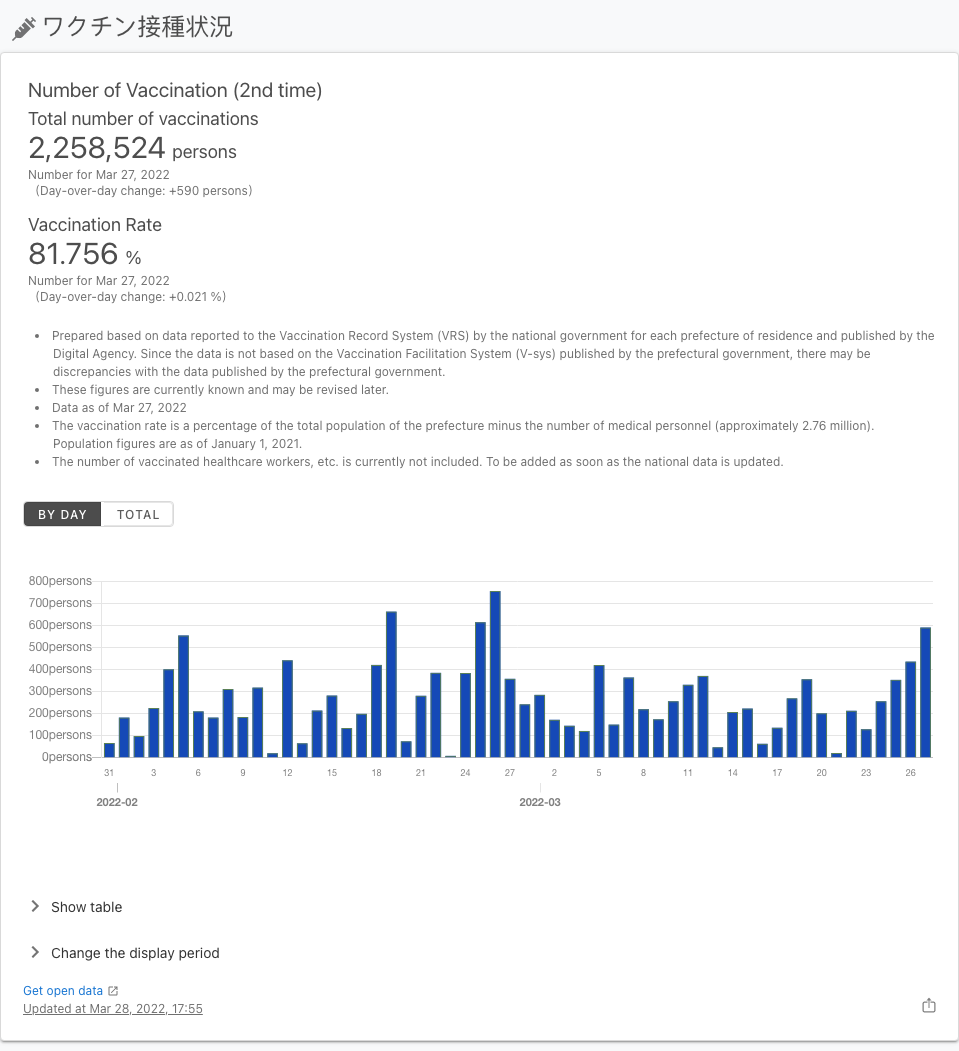 ワクチン接種状況
Number of Vaccination (2nd time)
Total number of vaccinations
2,258,524 persons
Number for Mar 27, 2022
(Day-over-day change: +590 persons)
Vaccination Rate
81.756 %
Number for Mar 27, 2022
(Day-over-day change: +0.021 %)
• Prepared based on data reported to the Vaccination Record System (VRS) by the national government for each prefecture of residence and published by the
Digital Agency. Since the data is not based on the Vaccination Facilitation System (V-sys) published by the prefectural government, there may be
discrepancies with the data published by the prefectural government.
• These figures are currently known and may be revised later.
• Data as of Mar 27, 2022
• The vaccination rate is a percentage of the total population of the prefecture minus the number of medical personnel (approximately 2.76 million).
Population figures are as of January 1, 2021.
• The number of vaccinated healthcare workers, etc. is currently not included. To be added as soon as the national data is updated.
BY DAY TOTAL
800persons
700persons
600persons
500persons
400persons
300persons
200persons
100persons
0persons
31 3 6 9 12 15 18 21 24 27 2 5 8 11 14 17 20 23 26
2022-02 2022-03
Show table
Change the display period
Get open data
Updated at Mar 28, 2022, 17:55